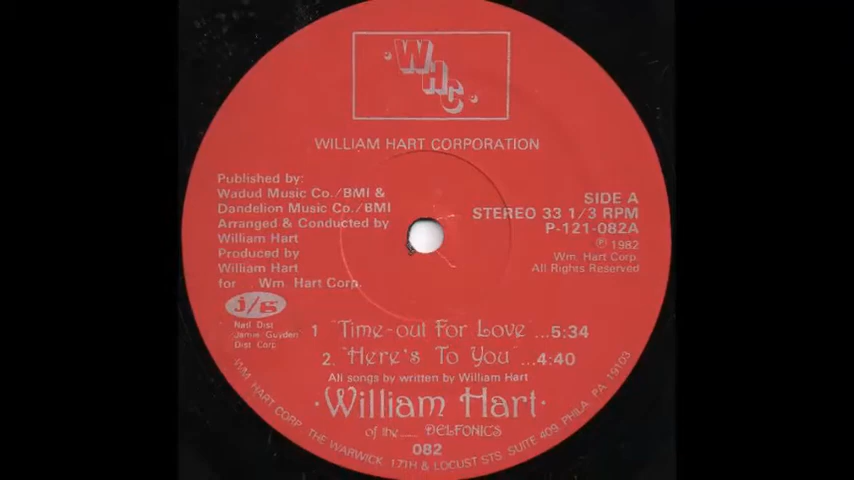 WHC
WILLIAM HART CORPORATION
Published by:
Wadud Music Co./BMI &
Dandelion Music Co./BMI
Arranged & Conducted by
William Hart
Produced by
William Hart
for Wm. Hart Corp.
SIDE A
STEREO 33 1/3 RPM
P-121-082A
℗ 1982
Wm. Hart Corp.
All Rights Reserved
j/g
Natl Dist
Jamie Guyden
Dist Corp
1 "Time-out For Love"...5:34
2. "Here's To You"...4:40
All songs by written by William Hart
·William Hart·
of the.... DELFONICS
082
WM. HART CORP. THE WARWICK, 17TH & LOCUST STS. SUITE 409, PHILA. PA 19103